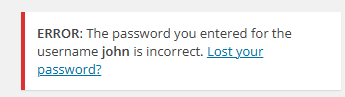 ERROR: The password you entered for the
username john is incorrect. Lost your
password?